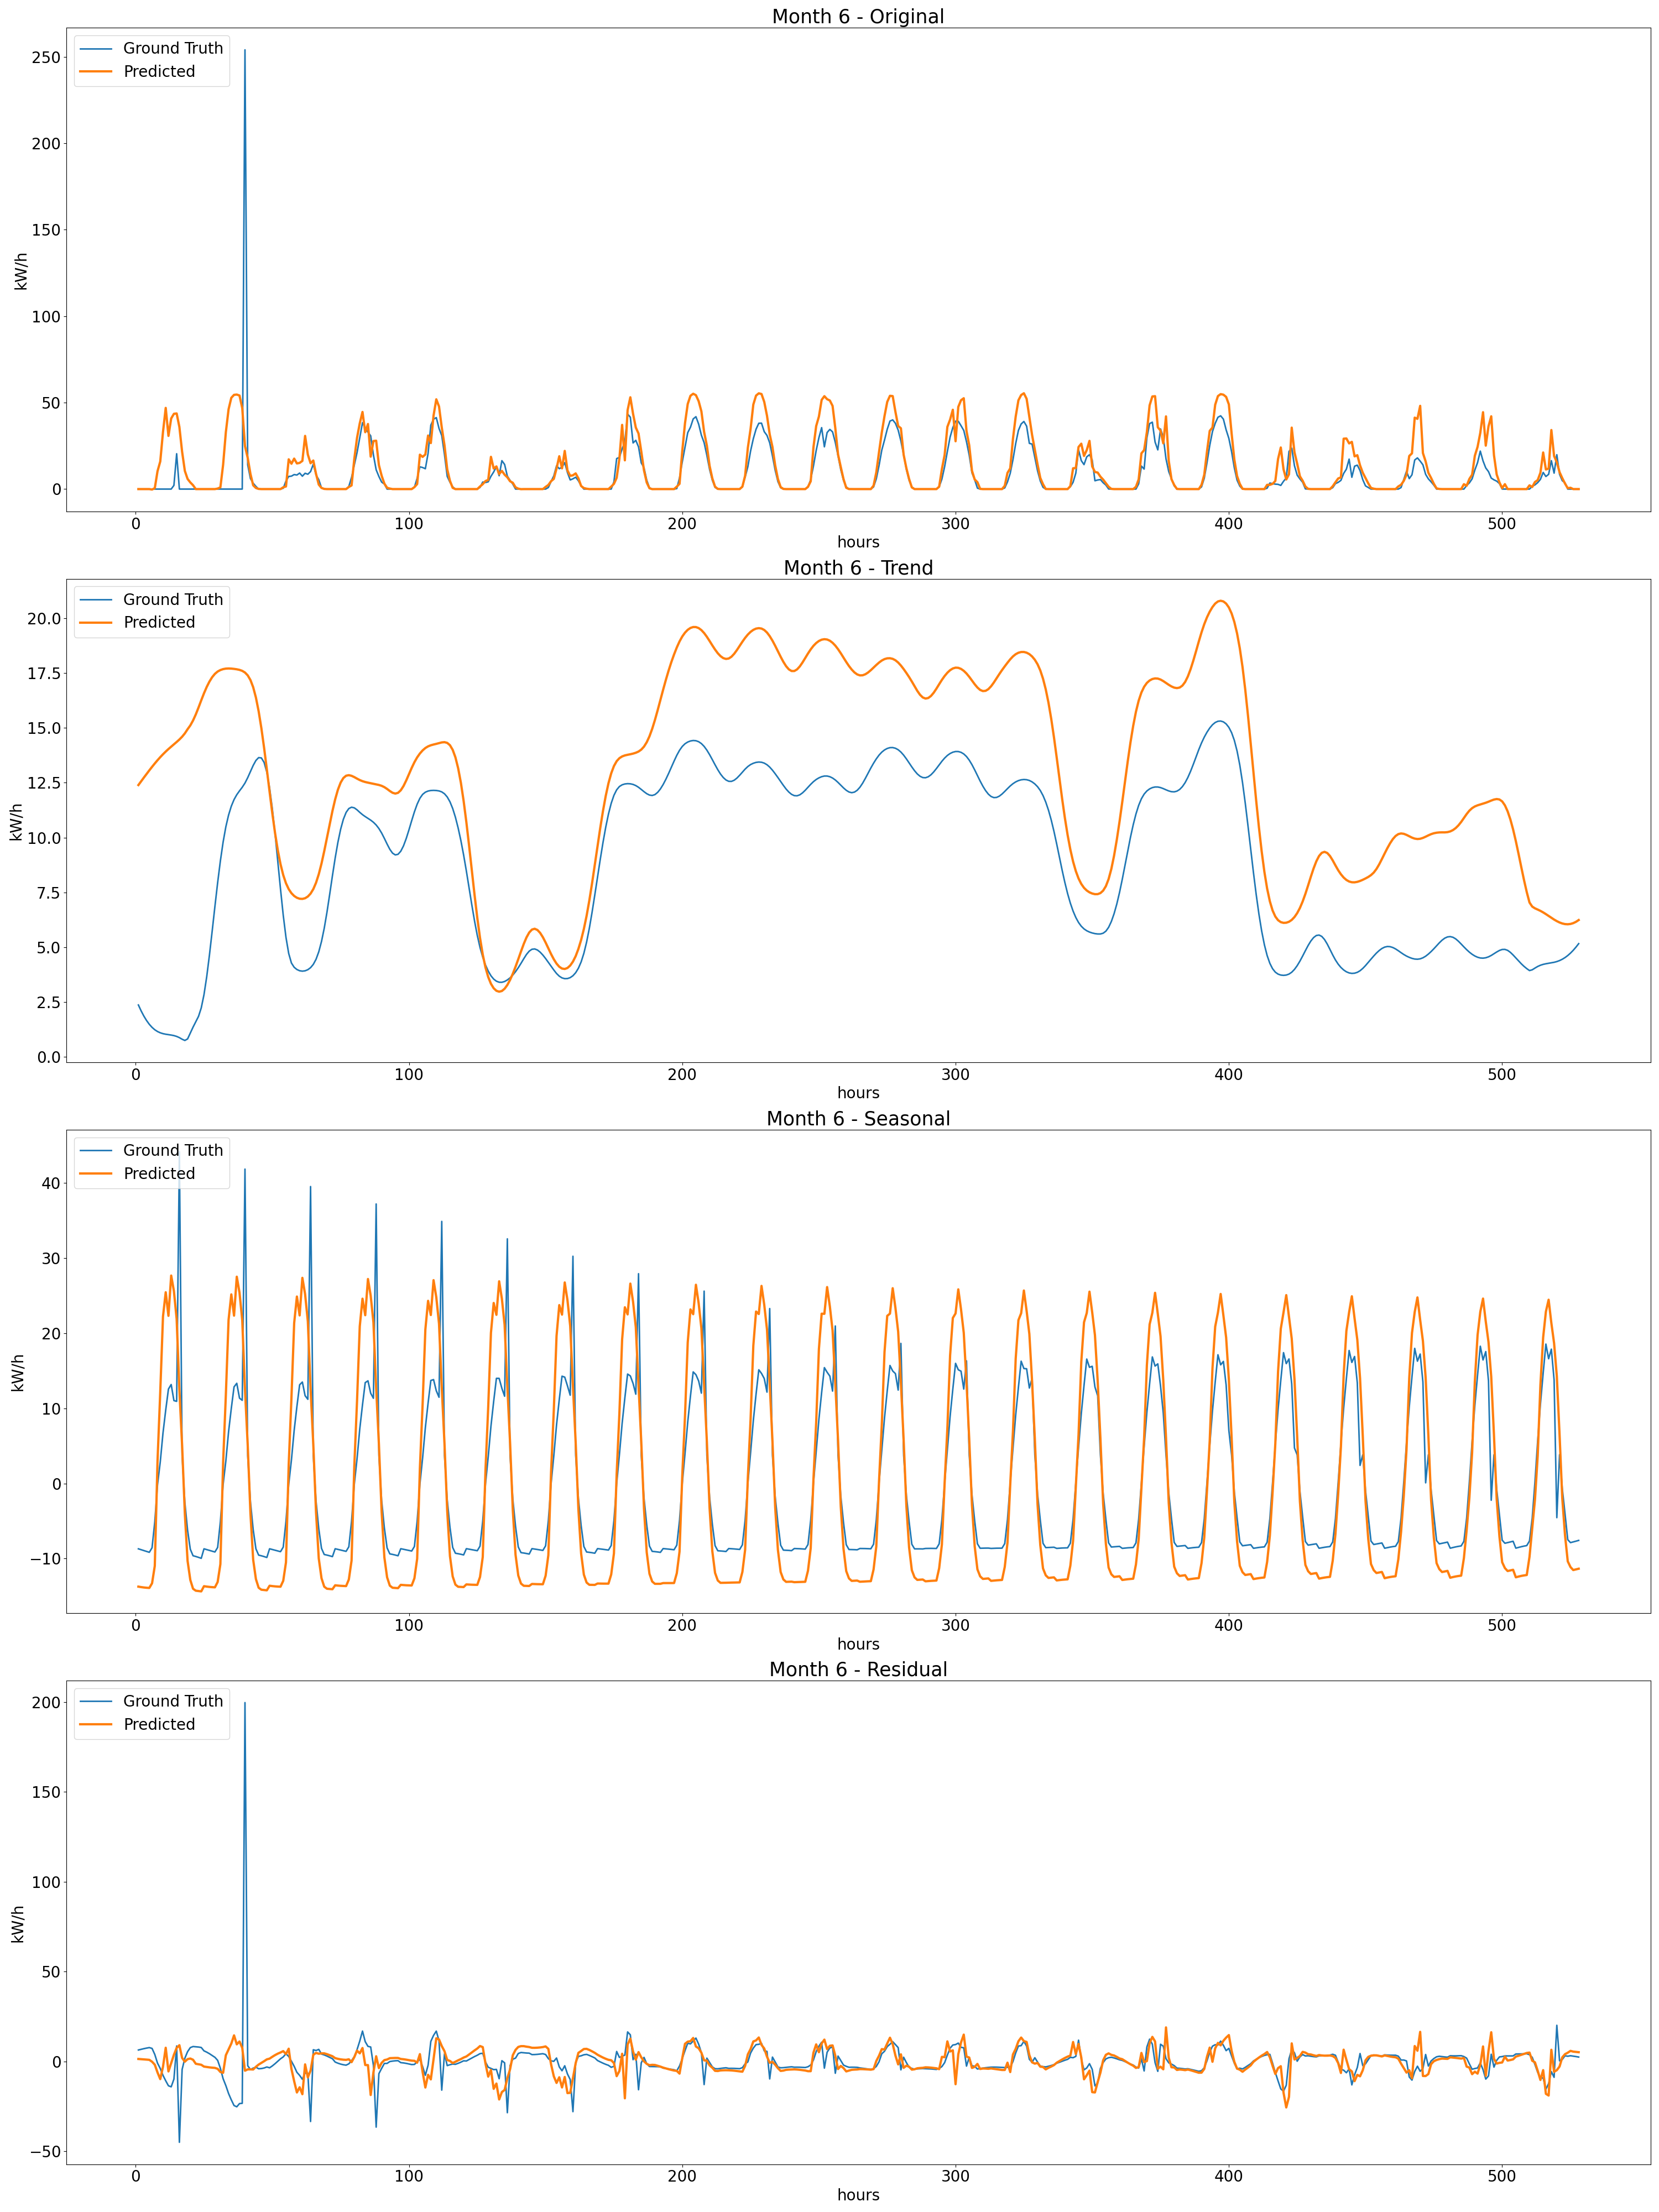 Month 6 - Original
Ground Truth
Predicted
250
200
150
100
50
0
kW/h
0 100 200 300 400 500
hours
Month 6 - Trend
Ground Truth
Predicted
20.0
17.5
15.0
12.5
10.0
7.5
5.0
2.5
0.0
kW/h
0 100 200 300 400 500
hours
Month 6 - Seasonal
Ground Truth
Predicted
40
30
20
10
0
−10
kW/h
0 100 200 300 400 500
hours
Month 6 - Residual
Ground Truth
Predicted
200
150
100
50
0
−50
kW/h
0 100 200 300 400 500
hours